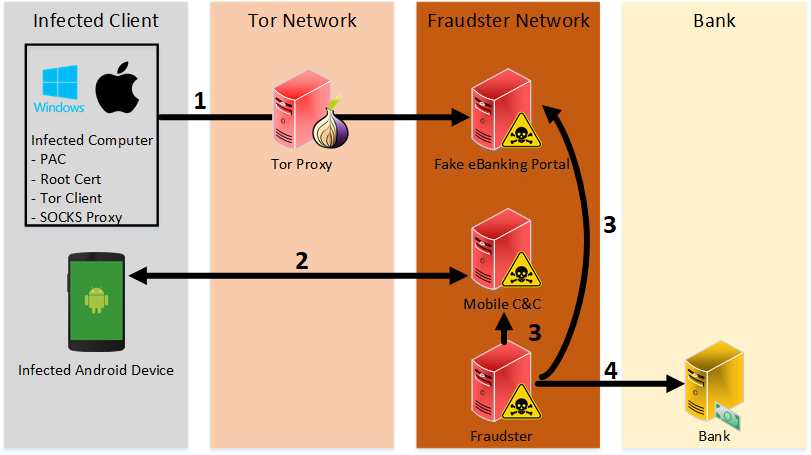 Infected Client
Tor Network
Fraudster Network
Bank
Windows
Infected Computer
- PAC
- Root Cert
- Tor Client
- SOCKS Proxy
1
Tor Proxy
Fake eBanking Portal
3
2
Mobile C&C
3
Infected Android Device
4
Fraudster
Bank